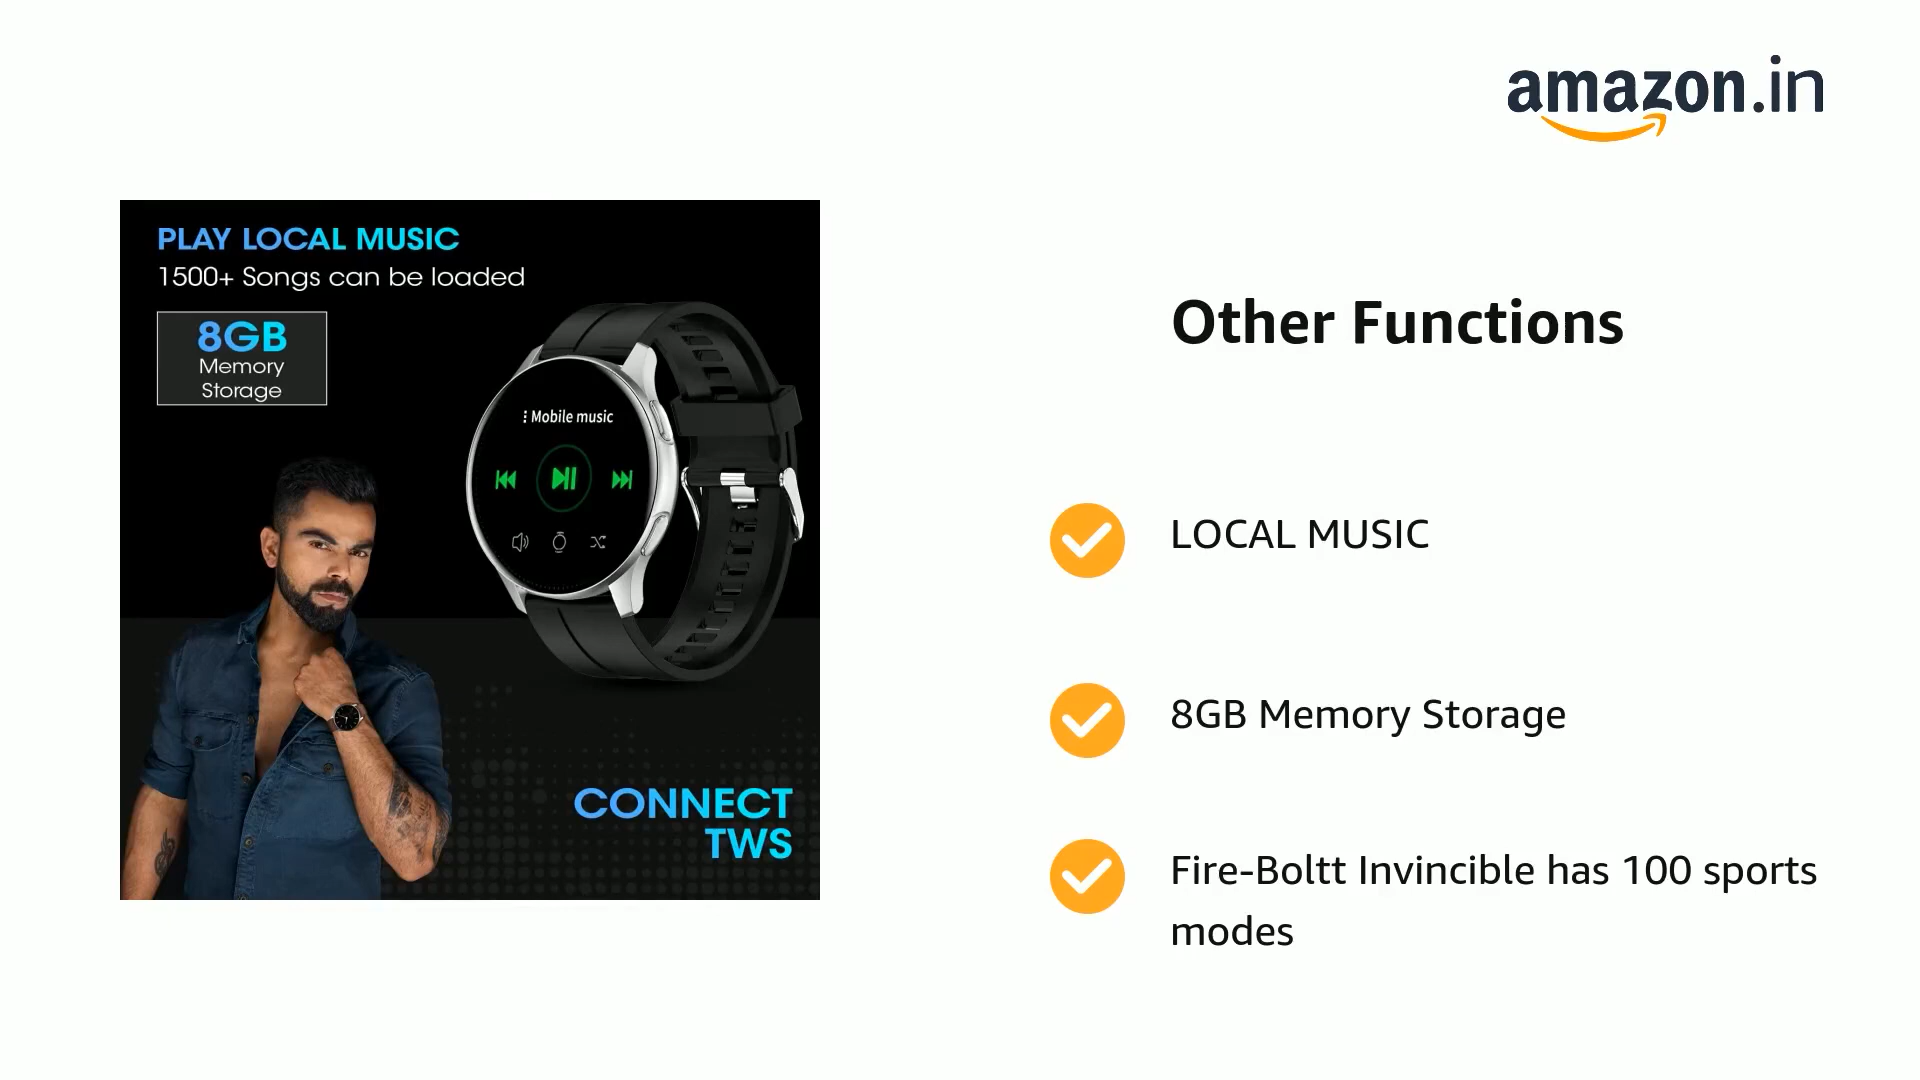 amazon.in
PLAY LOCAL MUSIC
1500+ Songs can be loaded
8GB
Memory
Storage
Mobile music
CONNECT
TWS
Other Functions
LOCAL MUSIC
8GB Memory Storage
Fire-Boltt Invincible has 100 sports
modes